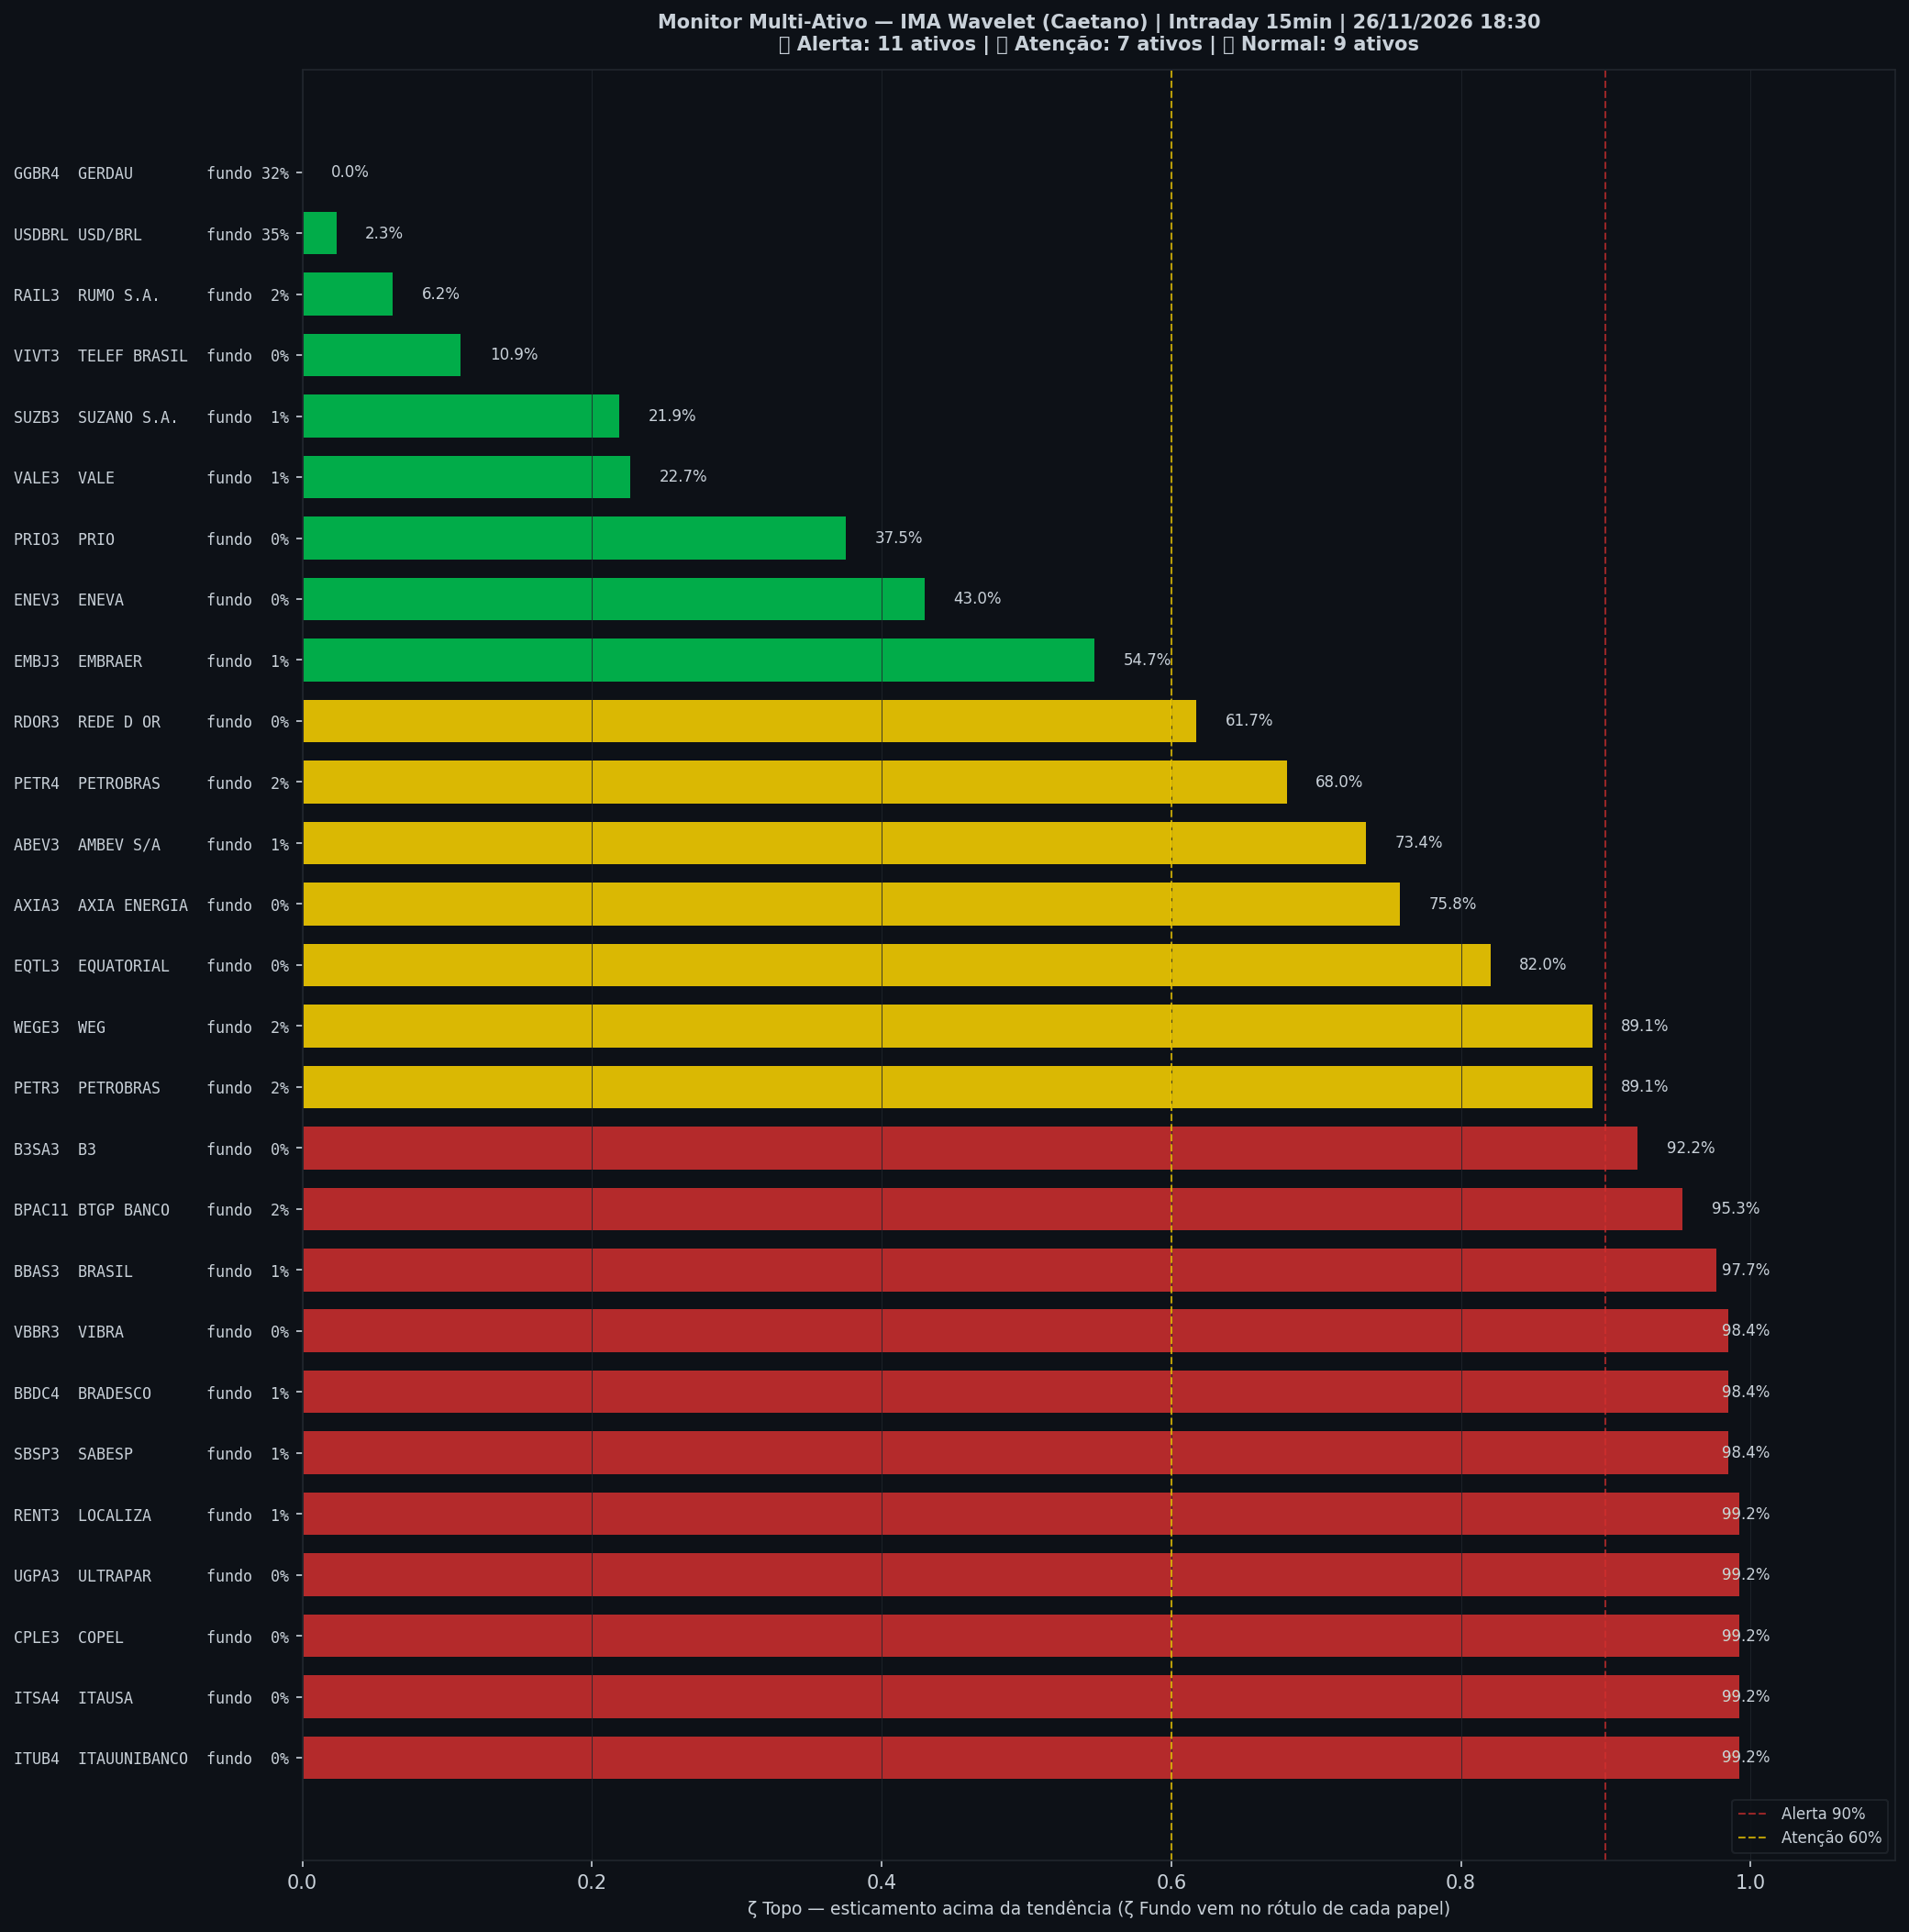 Monitor Multi-Ativo — IMA Wavelet (Caetano) | Intraday 15min | 26/11/2026 18:30
Alerta: 11 ativos | Atenção: 7 ativos | Normal: 9 ativos
GGBR4 GERDAU fundo 32% 0.0%
USDBRL USD/BRL fundo 35% 2.3%
RAIL3 RUMO S.A. fundo 2% 6.2%
VIVT3 TELEF BRASIL fundo 0% 10.9%
SUZB3 SUZANO S.A. fundo 1% 21.9%
VALE3 VALE fundo 1% 22.7%
PRIO3 PRIO fundo 0% 37.5%
ENEV3 ENEVA fundo 0% 43.0%
EMBJ3 EMBRAER fundo 1% 54.7%
RDOR3 REDE D OR fundo 0% 61.7%
PETR4 PETROBRAS fundo 2% 68.0%
ABEV3 AMBEV S/A fundo 1% 73.4%
AXIA3 AXIA ENERGIA fundo 0% 75.8%
EQTL3 EQUATORIAL fundo 0% 82.0%
WEGE3 WEG fundo 2% 89.1%
PETR3 PETROBRAS fundo 2% 89.1%
B3SA3 B3 fundo 0% 92.2%
BPAC11 BTGP BANCO fundo 2% 95.3%
BBAS3 BRASIL fundo 1% 97.7%
VBBR3 VIBRA fundo 0% 98.4%
BBDC4 BRADESCO fundo 1% 98.4%
SBSP3 SABESP fundo 1% 98.4%
RENT3 LOCALIZA fundo 1% 99.2%
UGPA3 ULTRAPAR fundo 0% 99.2%
CPLE3 COPEL fundo 0% 99.2%
ITSA4 ITAUSA fundo 0% 99.2%
ITUB4 ITAUUNIBANCO fundo 0% 99.2%
Alerta 90%
Atenção 60%
0.0 0.2 0.4 0.6 0.8 1.0
ζ Topo — esticamento acima da tendência (ζ Fundo vem no rótulo de cada papel)